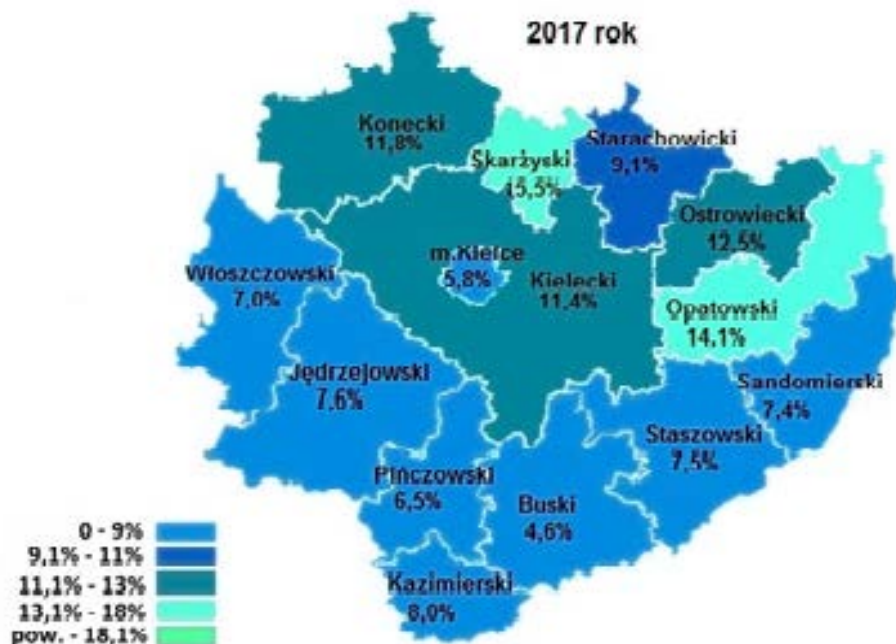 2017 rok
Konecki
11,8%
Skarżyski
15,5%
Starachowicki
9,1%
Ostrowiecki
12,5%
m.Kielce
5,8%
Kielecki
11,4%
Włoszczowski
7,0%
Opatowski
14,1%
Jędrzejowski
7,6%
Sandomierski
7,4%
Staszowski
7,5%
Pińczowski
6,5%
Buski
4,6%
Kazimierski
8,0%
0 - 9%
9,1% - 11%
11,1% - 13%
13,1% - 18%
pow. - 18,1%